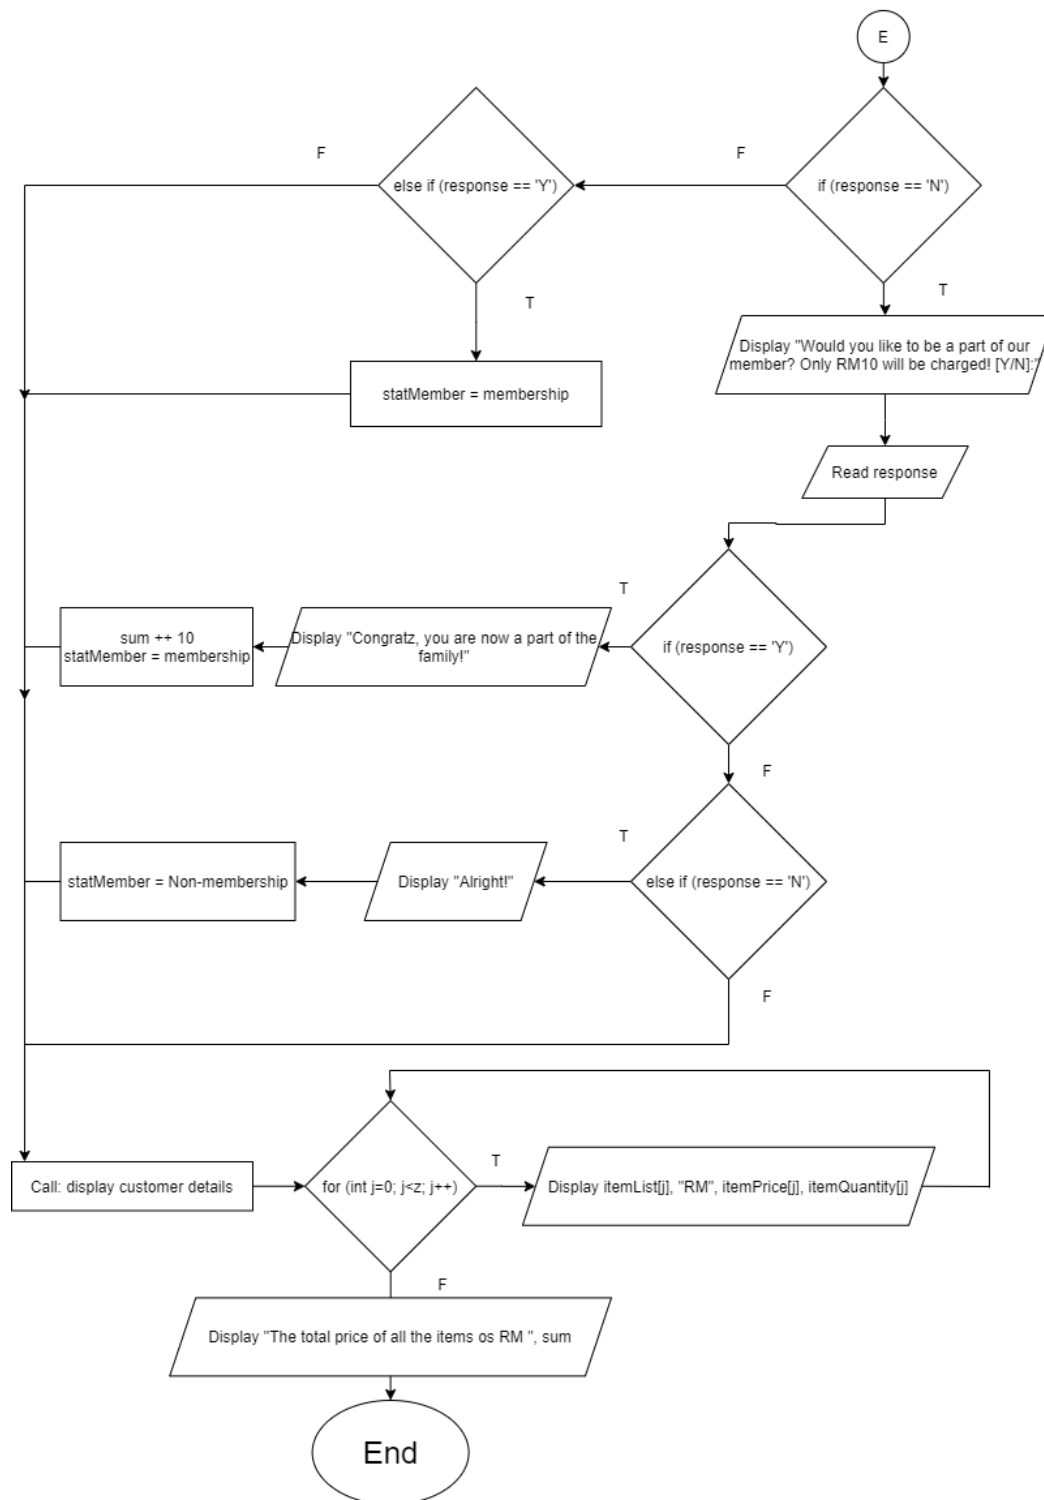 E
F
F
else if (response == 'Y')
if (response == 'N')
T
T
Display "Would you like to be a part of our
member? Only RM10 will be charged! [Y/N]:"
statMember = membership
Read response
T
sum ++ 10
statMember = membership
Display "Congratz, you are now a part of the
family!"
if (response == 'Y')
F
T
statMember = Non-membership
Display "Alright!"
else if (response == 'N')
F
T
Call: display customer details
for (int j=0; j<z; j++)
Display itemList[j], "RM", itemPrice[j], itemQuantity[j]
F
Display "The total price of all the items os RM ", sum
End